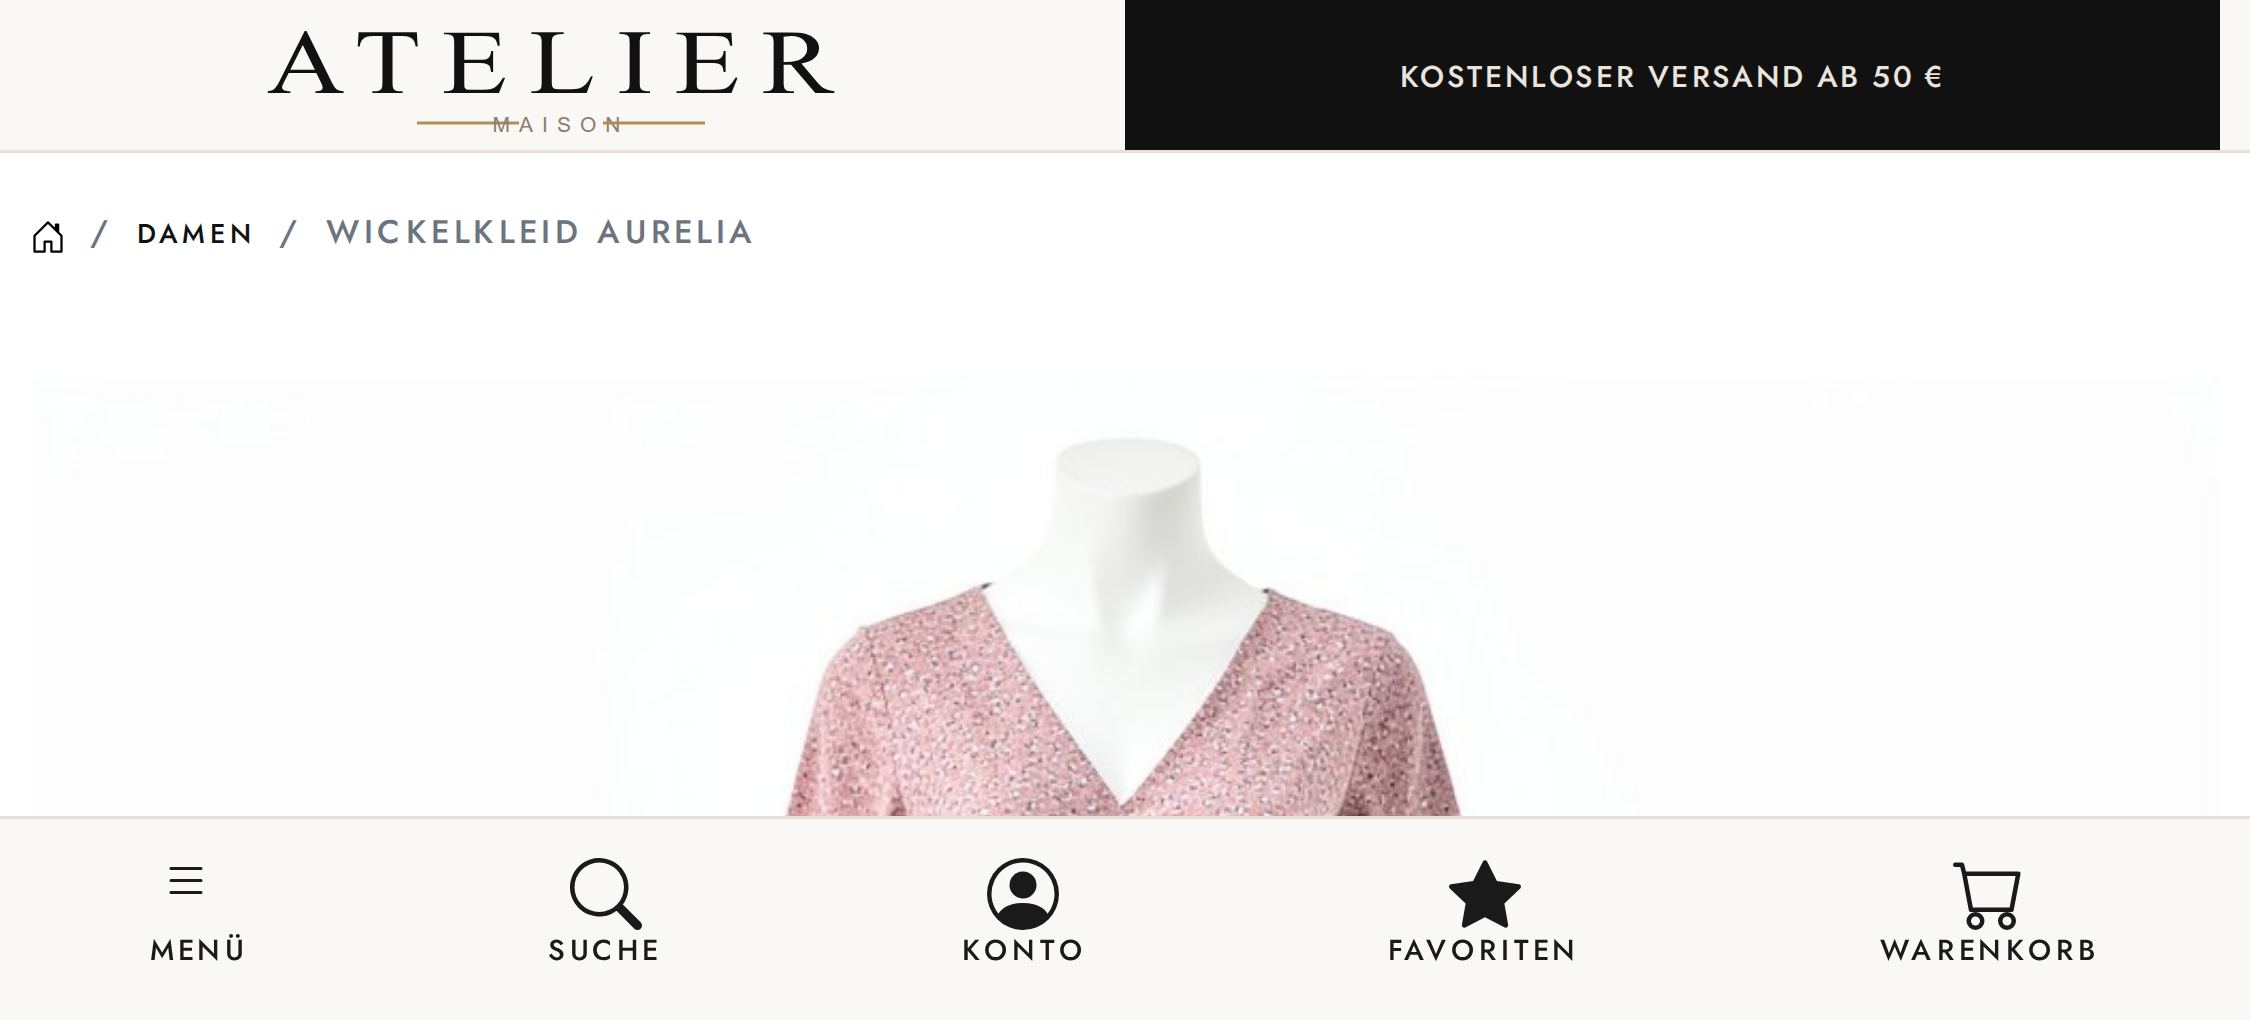 ATELIER
MAISON
KOSTENLOSER VERSAND AB 50 €
/ DAMEN / WICKELKLEID AURELIA
MENÜ SUCHE KONTO FAVORITEN WARENKORB